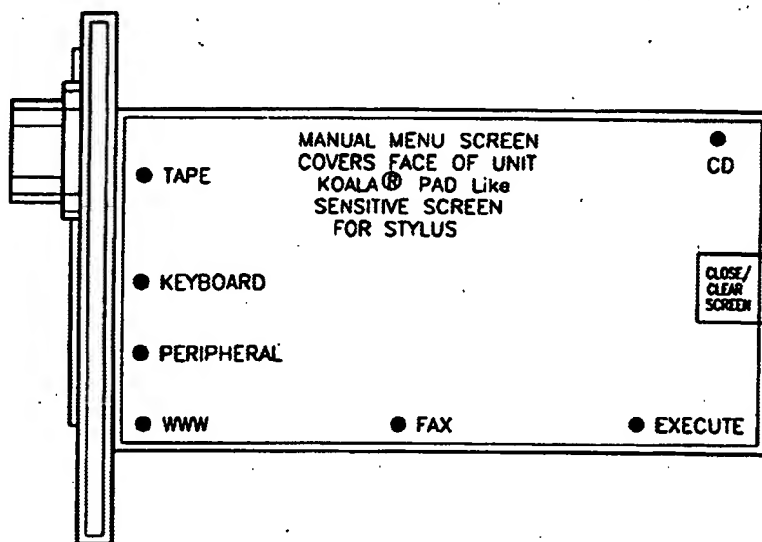 MANUAL MENU SCREEN
COVERS FACE OF UNIT
KOALA® PAD Like
SENSITIVE SCREEN
FOR STYLUS
CD
TAPE
KEYBOARD
CLOSE/
CLEAR
SCREEN
PERIPHERAL
WWW
FAX
EXECUTE